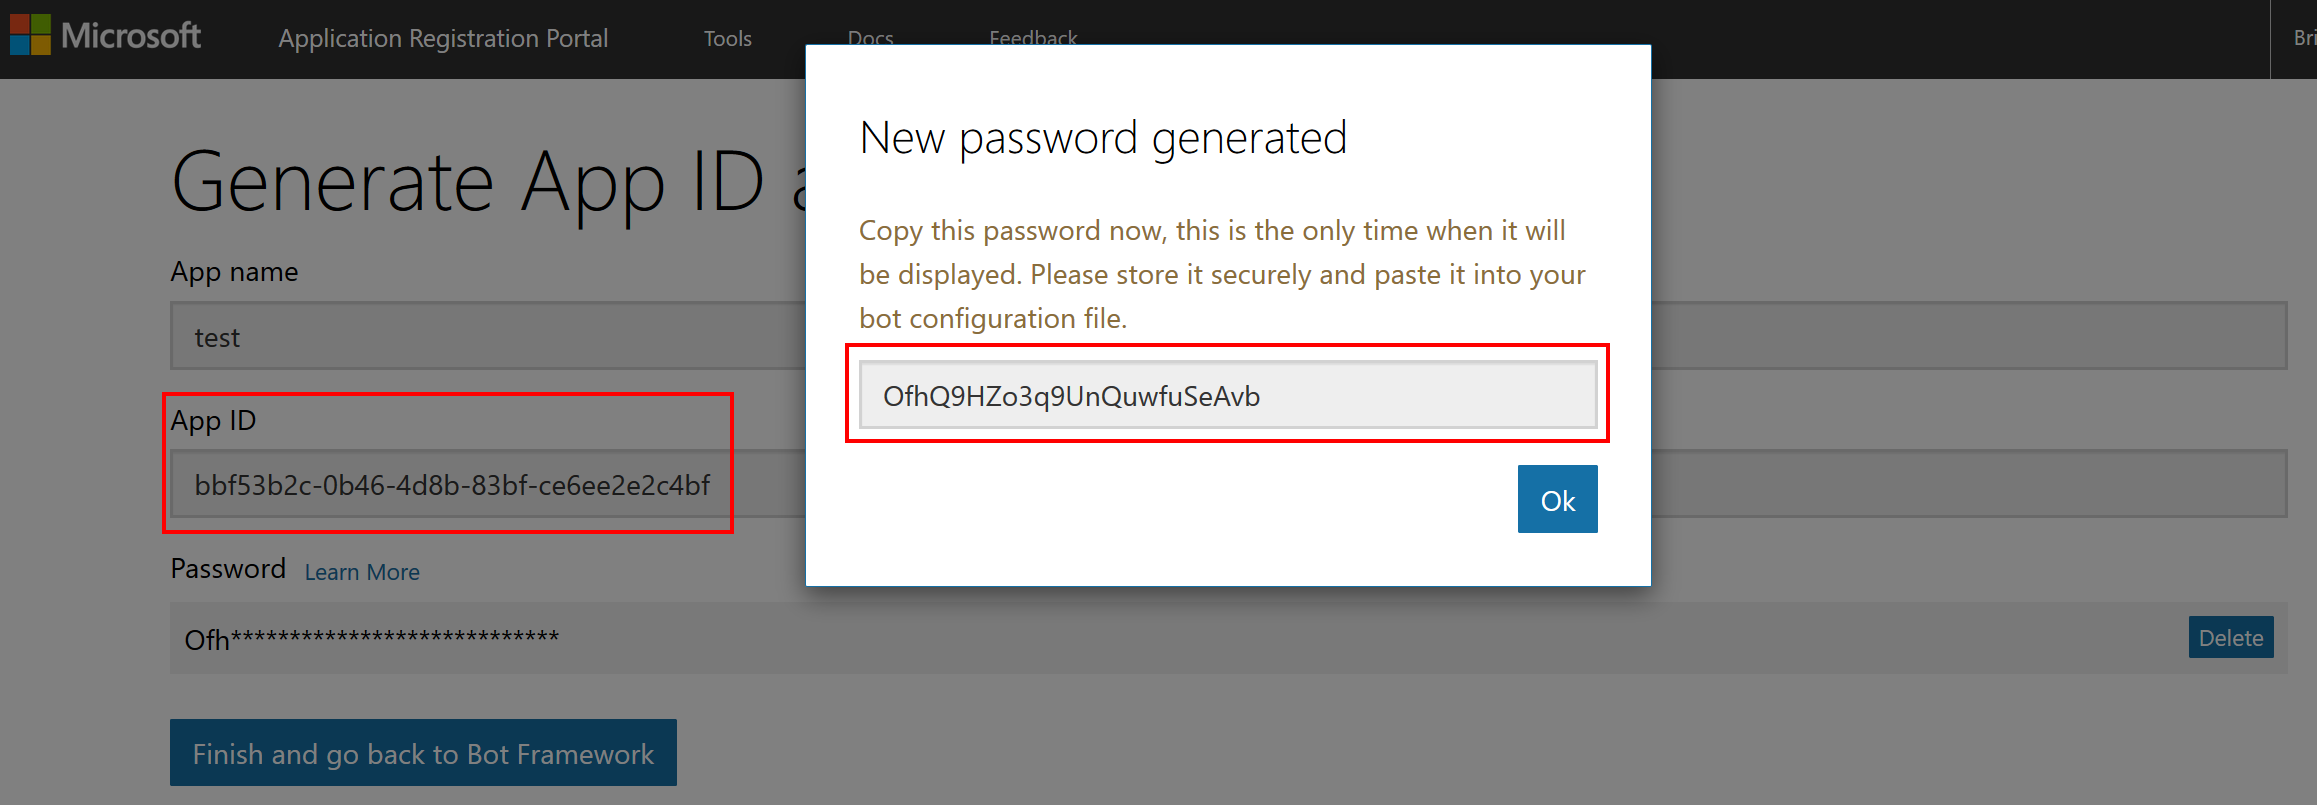 Microsoft
Application Registration Portal
Tools
Docs
Feedback
Bri
Generate App ID a
App name
test
App ID
bbf53b2c-0b46-4d8b-83bf-ce6ee2e2c4bf
Password Learn More
Ofh****************************
Delete
Finish and go back to Bot Framework
New password generated
Copy this password now, this is the only time when it will
be displayed. Please store it securely and paste it into your
bot configuration file.
OfhQ9HZo3q9UnQuwfuSeAvb
Ok